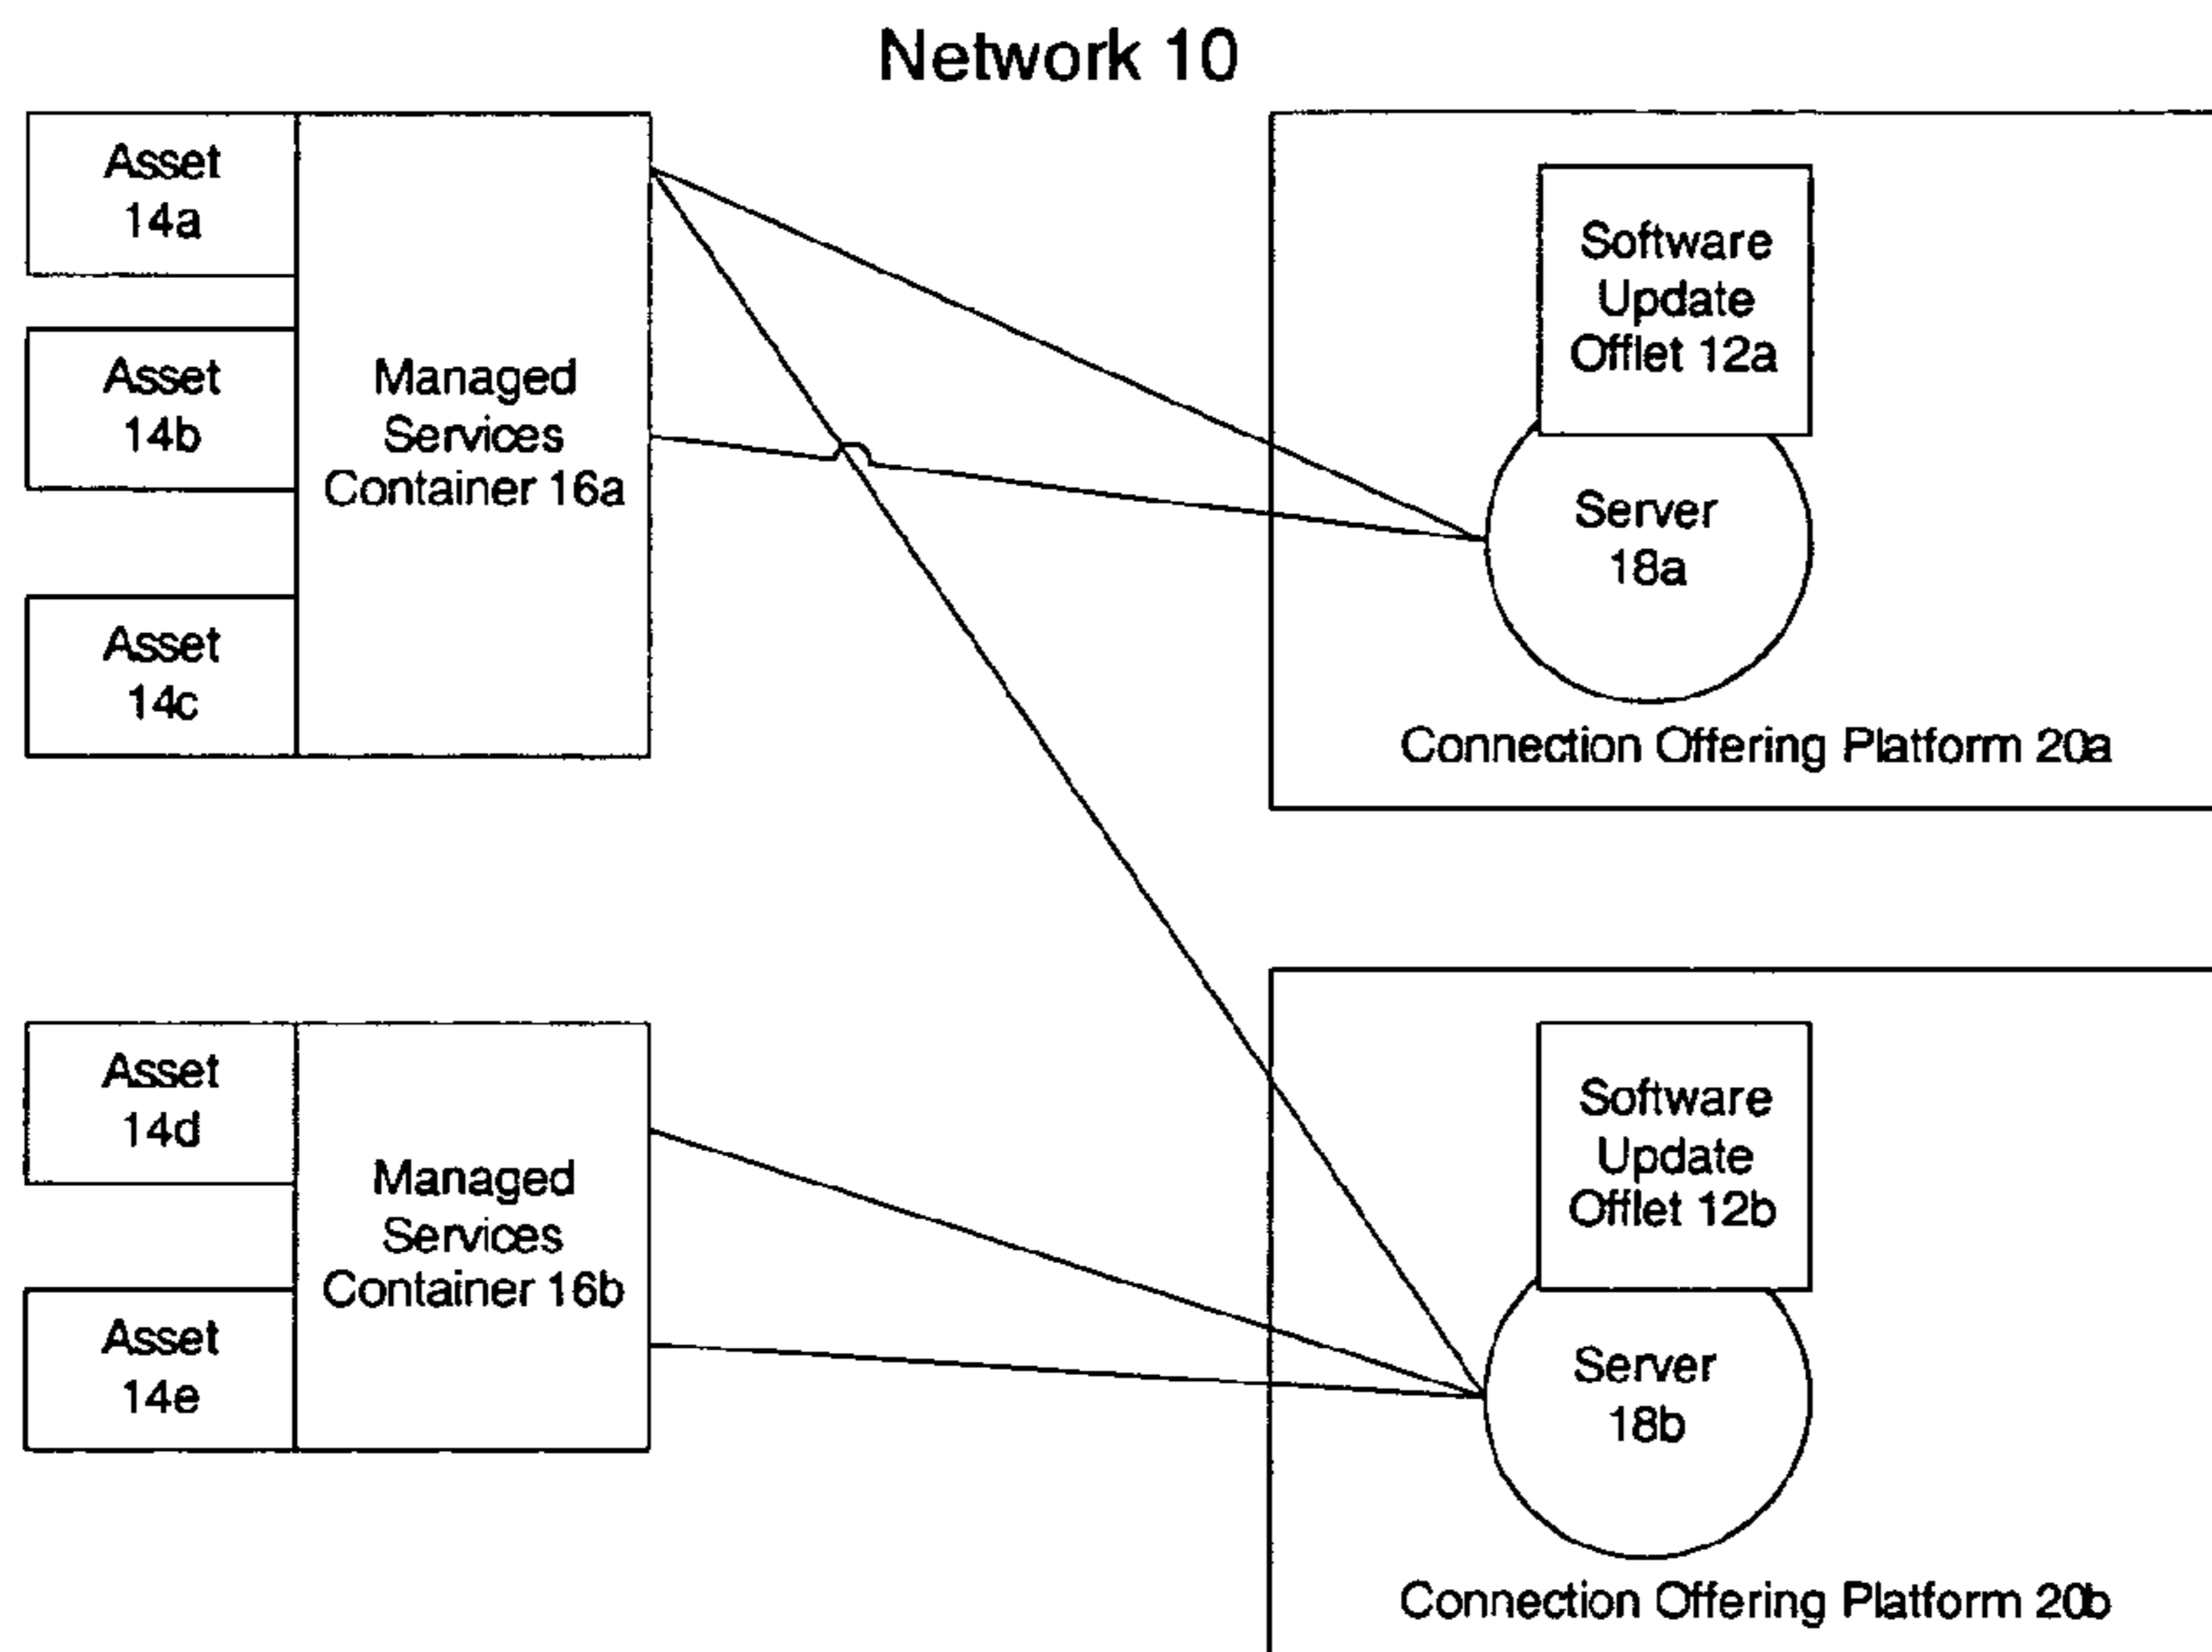 Network 10
Asset
14a
Asset
14b
Asset
14c
Managed
Services
Container 16a
Software
Update
Offlet 12a
Server
18a
Connection Offering Platform 20a
Asset
14d
Asset
14e
Managed
Services
Container 16b
Software
Update
Offlet 12b
Server
18b
Connection Offering Platform 20b